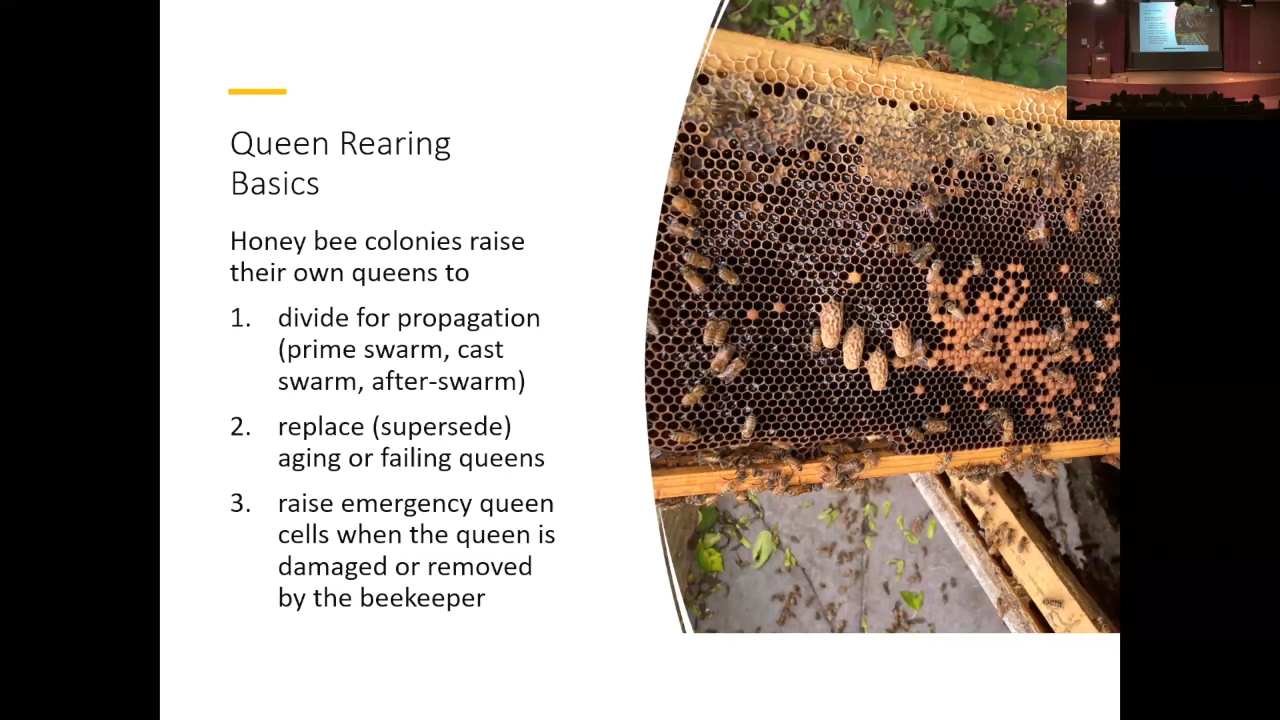 Queen Rearing
Basics
Honey bee colonies raise
their own queens to
1. divide for propagation
(prime swarm, cast
swarm, after-swarm)
2. replace (supersede)
aging or failing queens
3. raise emergency queen
cells when the queen is
damaged or removed
by the beekeeper